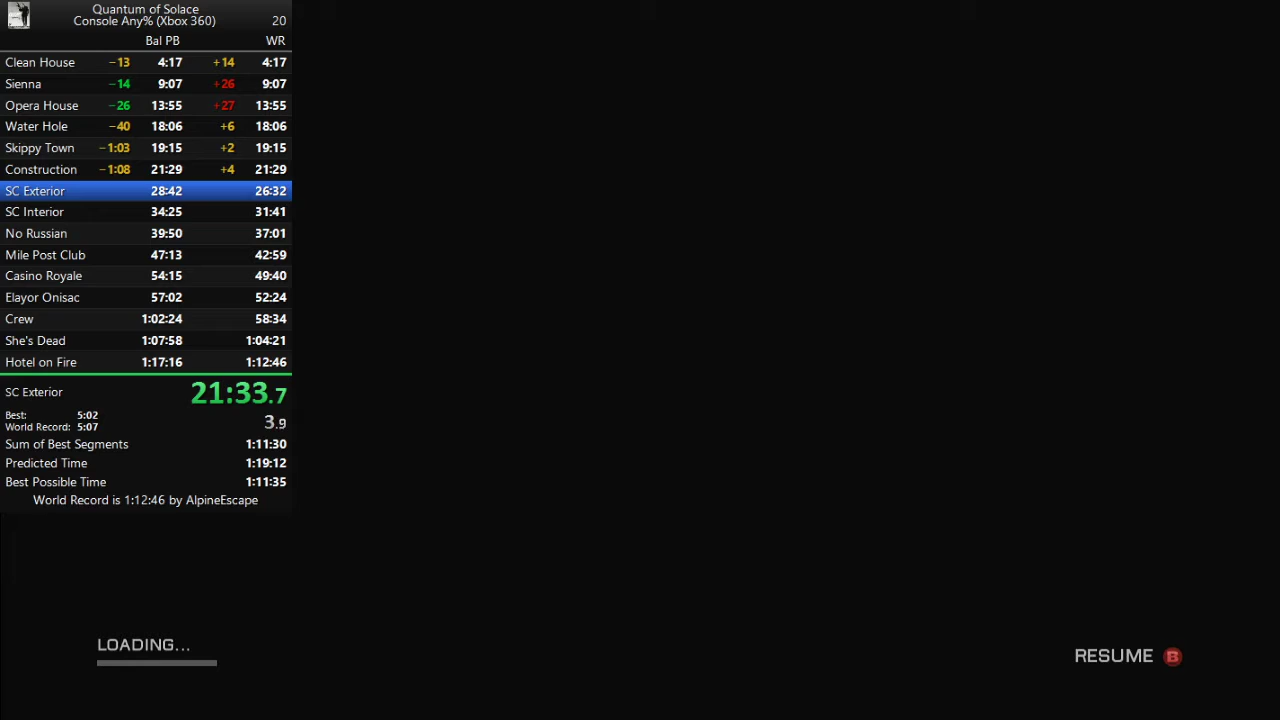 Quantum of Solace
Console Any% (Xbox 360) 20
Bal PB WR
Clean House −13 4:17 +14 4:17
Sienna −14 9:07 +26 9:07
Opera House −26 13:55 +27 13:55
Water Hole −40 18:06 +6 18:06
Skippy Town −1:03 19:15 +2 19:15
Construction −1:08 21:29 +4 21:29
SC Exterior 28:42 26:32
SC Interior 34:25 31:41
No Russian 39:50 37:01
Mile Post Club 47:13 42:59
Casino Royale 54:15 49:40
Elayor Onisac 57:02 52:24
Crew 1:02:24 58:34
She's Dead 1:07:58 1:04:21
Hotel on Fire 1:17:16 1:12:46
SC Exterior 21:33.7
Best: 5:02
World Record: 5:07 3.9
Sum of Best Segments 1:11:30
Predicted Time 1:19:12
Best Possible Time 1:11:35
World Record is 1:12:46 by AlpineEscape
LOADING...
RESUME B